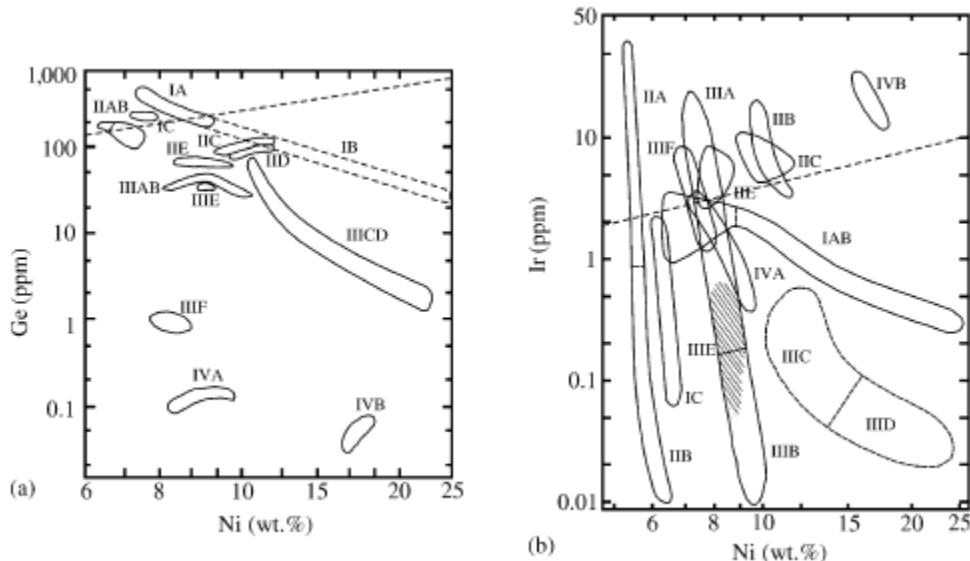 1,000
100
10
1
0.1
Ge (ppm)
IA
IIAB
IC
IIC
IB
IIE
IID
IIIAB
IIIE
IIICD
IIIF
IVA
IVB
6 8 10 15 20 25
Ni (wt.%)
(a)
50
10
1
0.1
0.01
Ir (ppm)
IIA
IIIA
IVB
IIB
IIIF
IIC
IIE
IAB
IVA
IIIE
IIIC
IC
IIID
IIB
IIIB
6 8 10 15 20 25
Ni (wt.%)
(b)